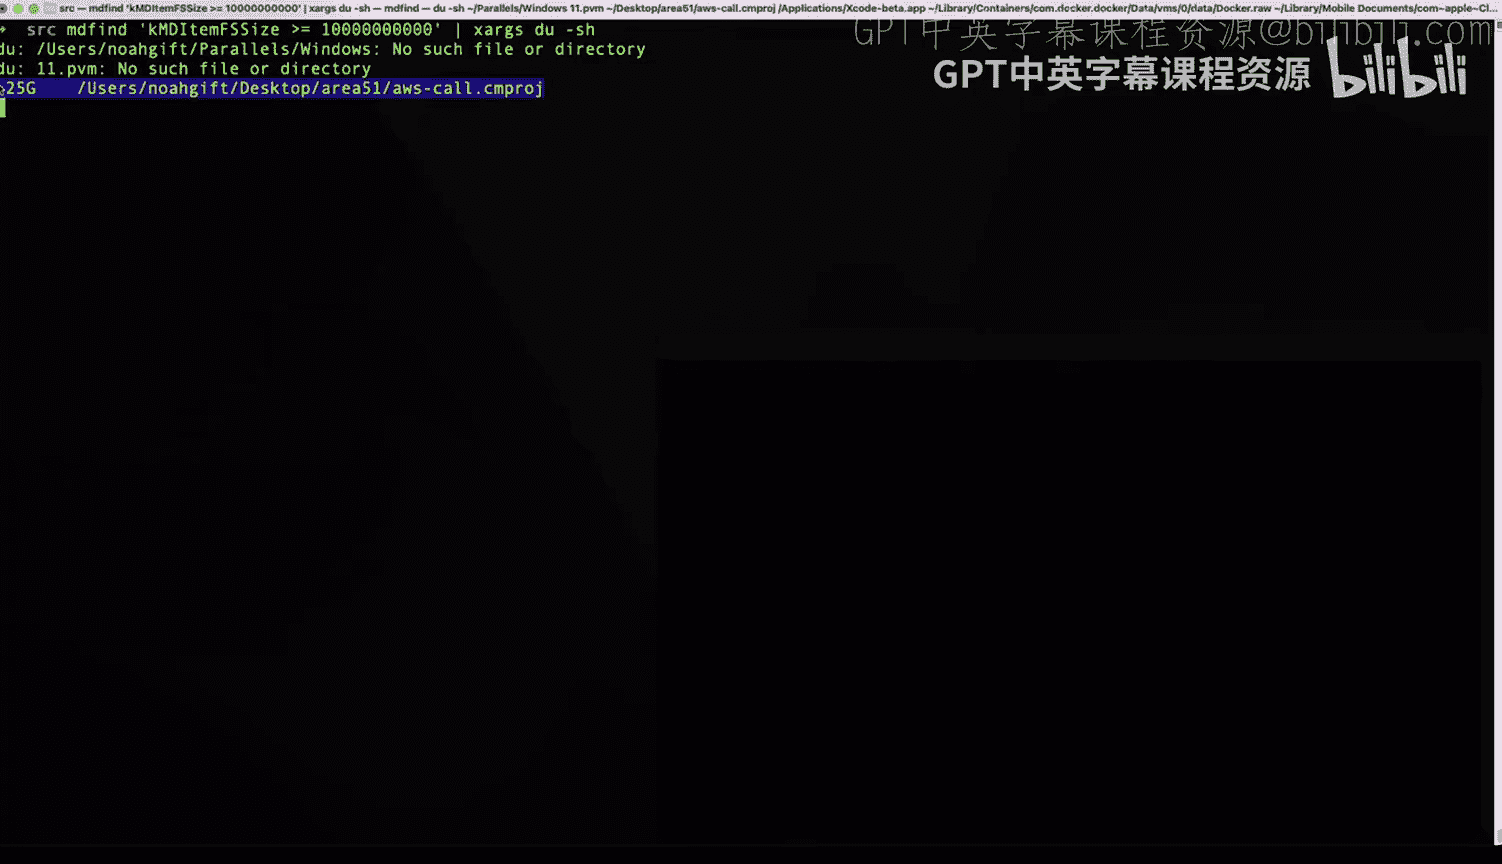 src — mdfind 'kMDItemFSSize >= 10000000000' | xargs du -sh — mdfind — du -sh ~/Parallels/Windows 11.pvm ~/Desktop/area51/aws-call.cmproj /Applications/Xcode-beta.app ~/Library/Containers/com.docker.docker/Data/vms/0/data/Docker.raw ~/Library/Mobile Documents/com~apple~Cl...
src mdfind 'kMDItemFSSize >= 10000000000' | xargs du -sh
du: /Users/noahgift/Parallels/Windows: No such file or directory
du: 11.pvm: No such file or directory
25G /Users/noahgift/Desktop/area51/aws-call.cmproj
GPT中英字幕课程资源@bilibili.com
GPT中英字幕课程资源 bilibili